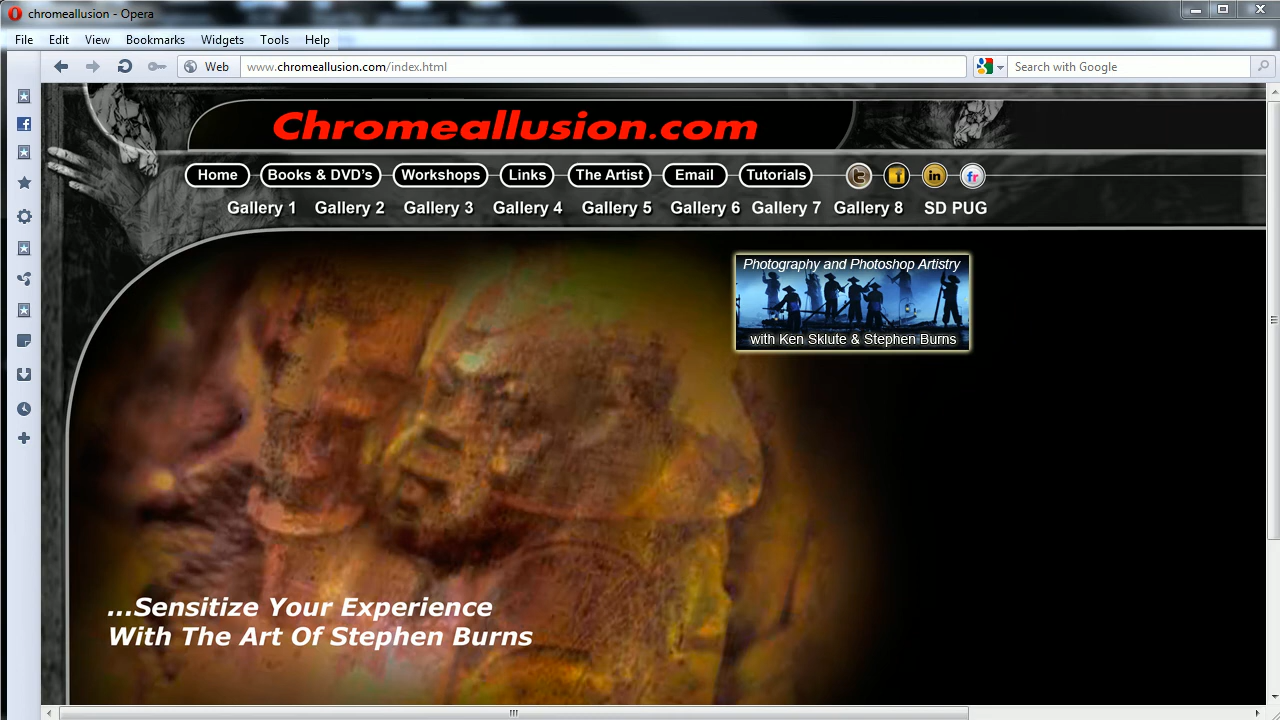 chromeallusion - Opera
File Edit View Bookmarks Widgets Tools Help
Web www.chromeallusion.com/index.html Search with Google
Chromeallusion.com
Home Books & DVD's Workshops Links The Artist Email Tutorials t f in fr
Gallery 1 Gallery 2 Gallery 3 Gallery 4 Gallery 5 Gallery 6 Gallery 7 Gallery 8 SD PUG
Photography and Photoshop Artistry
with Ken Sklute & Stephen Burns
...Sensitize Your Experience
With The Art Of Stephen Burns